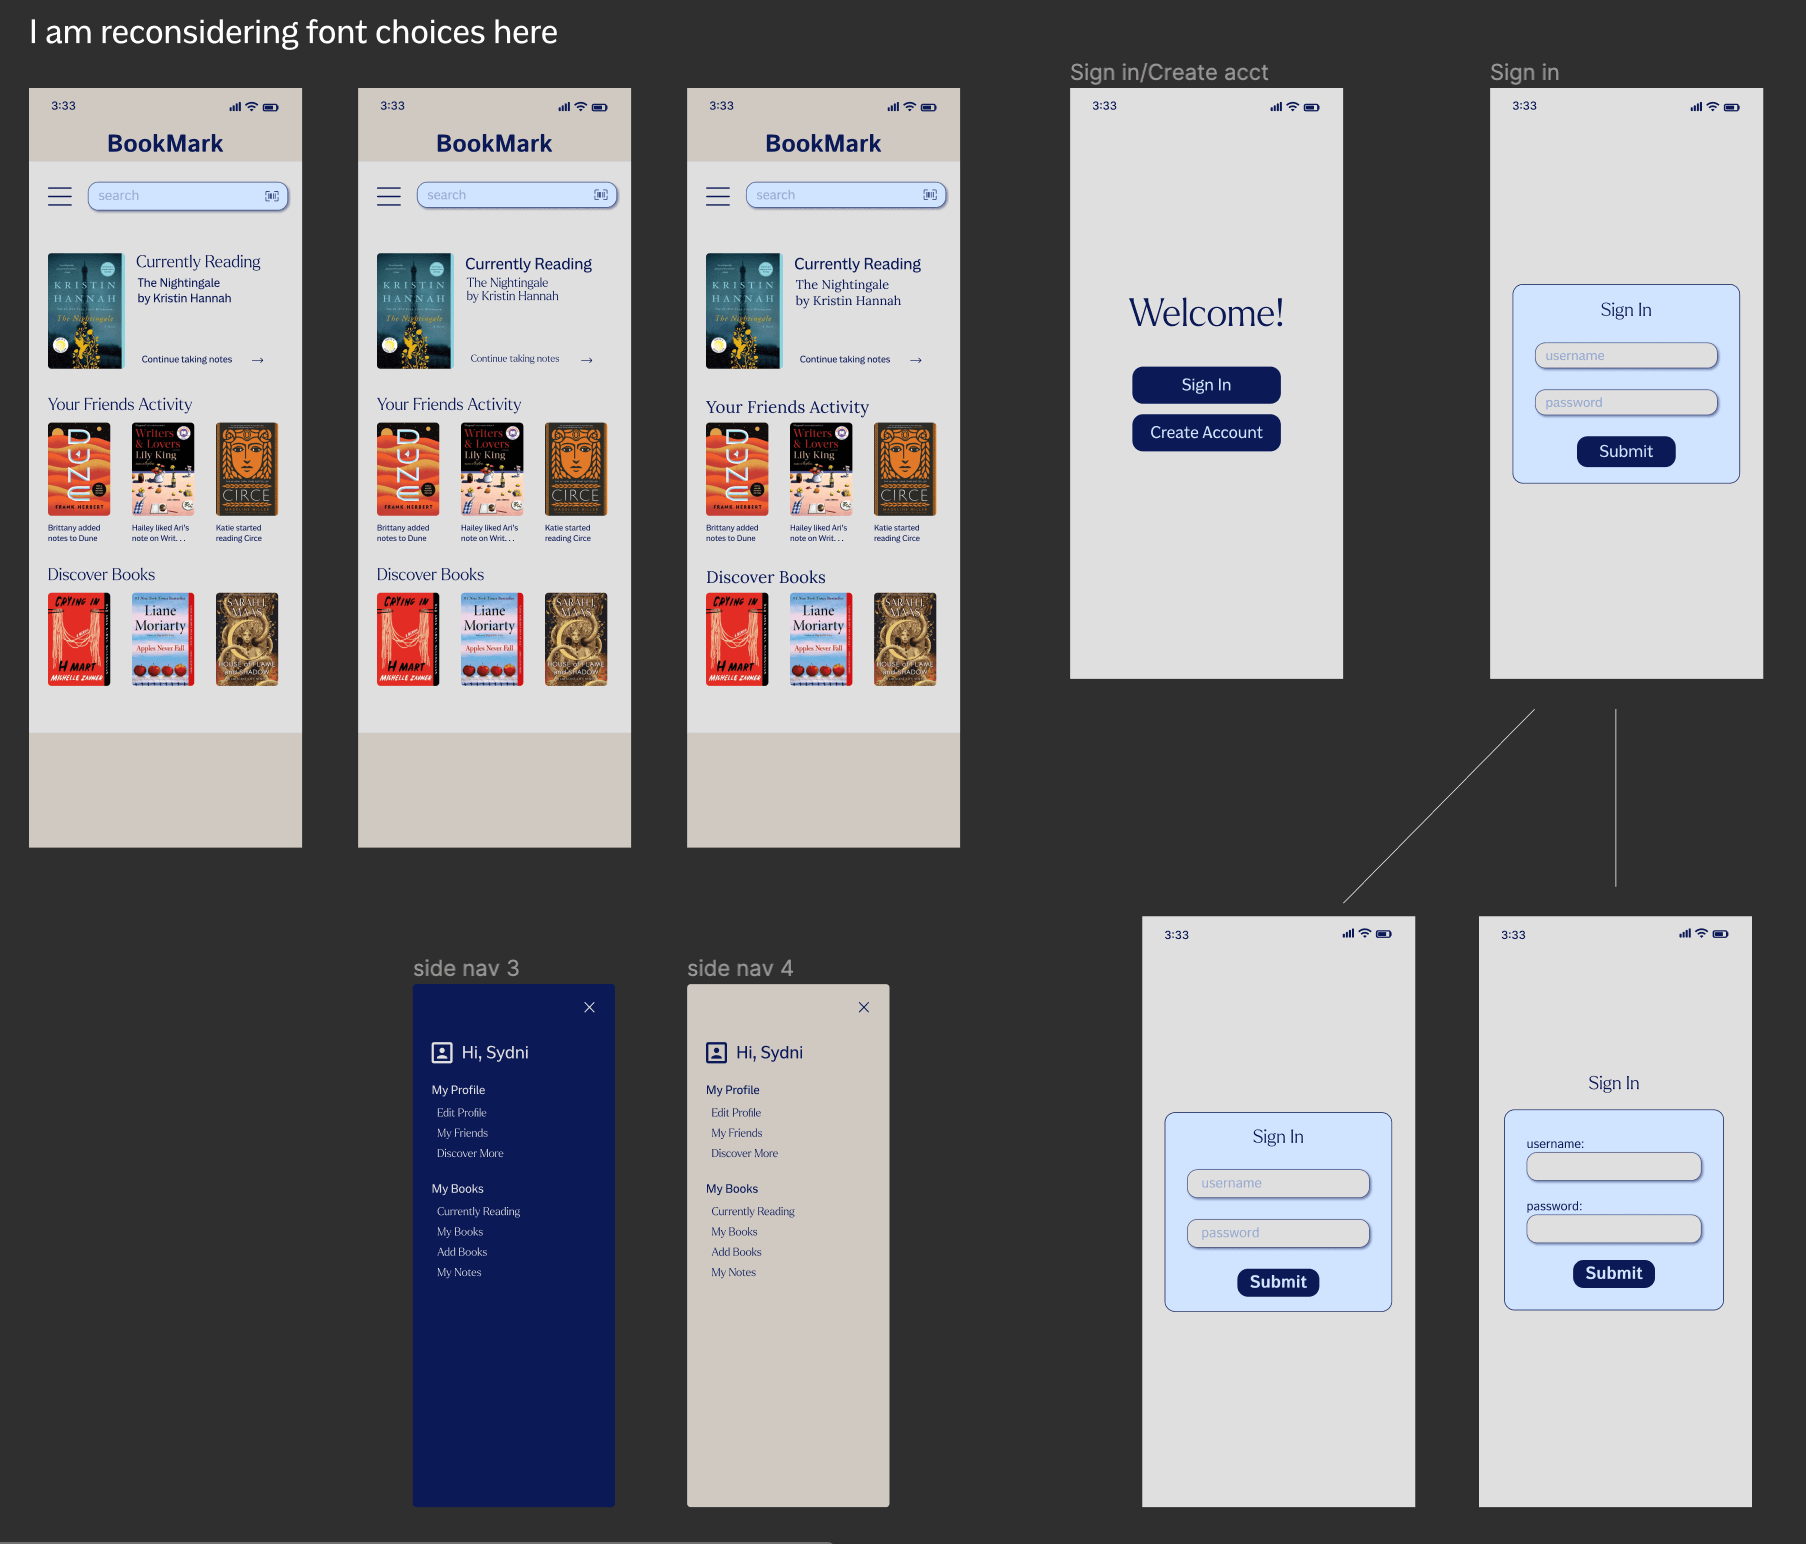 I am reconsidering font choices here
3:33
BookMark
search
KRISTIN
HANNAH
The Nightingale
Currently Reading
The Nightingale
by Kristin Hannah
Continue taking notes
Your Friends Activity
DUNE
FRANK HERBERT
Writers
& Lovers
Lily King
CIRCE
MADELINE MILLER
Brittany added
notes to Dune
Hailey liked Ari's
note on Writ...
Katie started
reading Circe
Discover Books
CRYING IN
H MART
MICHELLE ZAUNER
Liane
Moriarty
Apples Never Fall
SARAH J.
MAAS
HOUSE of FLAME
and SHADOW
3:33
BookMark
search
KRISTIN
HANNAH
The Nightingale
Currently Reading
The Nightingale
by Kristin Hannah
Continue taking notes
Your Friends Activity
DUNE
FRANK HERBERT
Writers
& Lovers
Lily King
CIRCE
MADELINE MILLER
Brittany added
notes to Dune
Hailey liked Ari's
note on Writ...
Katie started
reading Circe
Discover Books
CRYING IN
H MART
MICHELLE ZAUNER
Liane
Moriarty
Apples Never Fall
SARAH J.
MAAS
HOUSE of FLAME
and SHADOW
3:33
BookMark
search
KRISTIN
HANNAH
The Nightingale
Currently Reading
The Nightingale
by Kristin Hannah
Continue taking notes
Your Friends Activity
DUNE
FRANK HERBERT
Writers
& Lovers
Lily King
CIRCE
MADELINE MILLER
Brittany added
notes to Dune
Hailey liked Ari's
note on Writ...
Katie started
reading Circe
Discover Books
CRYING IN
H MART
MICHELLE ZAUNER
Liane
Moriarty
Apples Never Fall
SARAH J.
MAAS
HOUSE of FLAME
and SHADOW
Sign in/Create acct
3:33
Welcome!
Sign In
Create Account
Sign in
3:33
Sign In
username
password
Submit
side nav 3
Hi, Sydni
My Profile
Edit Profile
My Friends
Discover More
My Books
Currently Reading
My Books
Add Books
My Notes
side nav 4
Hi, Sydni
My Profile
Edit Profile
My Friends
Discover More
My Books
Currently Reading
My Books
Add Books
My Notes
3:33
Sign In
username
password
Submit
3:33
Sign In
username:
password:
Submit